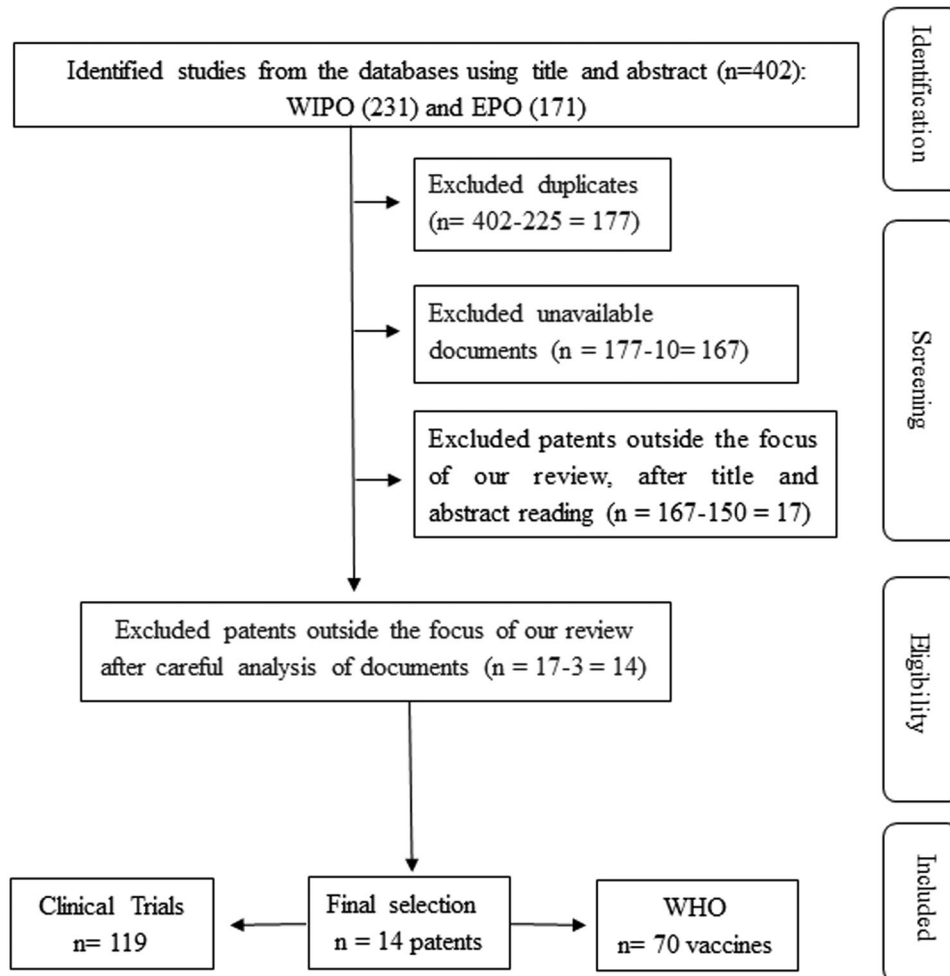 Identified studies from the databases using title and abstract (n=402):
WIPO (231) and EPO (171)
Identification
Excluded duplicates
(n= 402-225 = 177)
Excluded unavailable
documents (n = 177-10= 167)
Excluded patents outside the focus
of our review, after title and
abstract reading (n = 167-150 = 17)
Screening
Excluded patents outside the focus of our review
after careful analysis of documents (n = 17-3 = 14)
Eligibility
Clinical Trials
n= 119
Final selection
n = 14 patents
WHO
n= 70 vaccines
Included